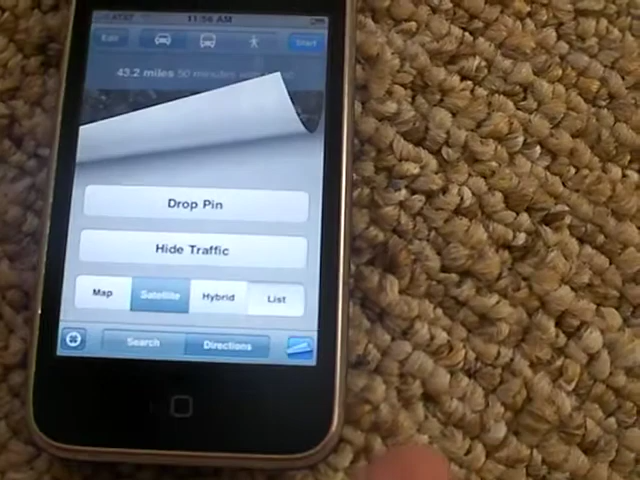 AT&T 11:56 AM
Edit Start
43.2 miles 50 minutes
Drop Pin
Hide Traffic
Map Satellite Hybrid List
Search Directions